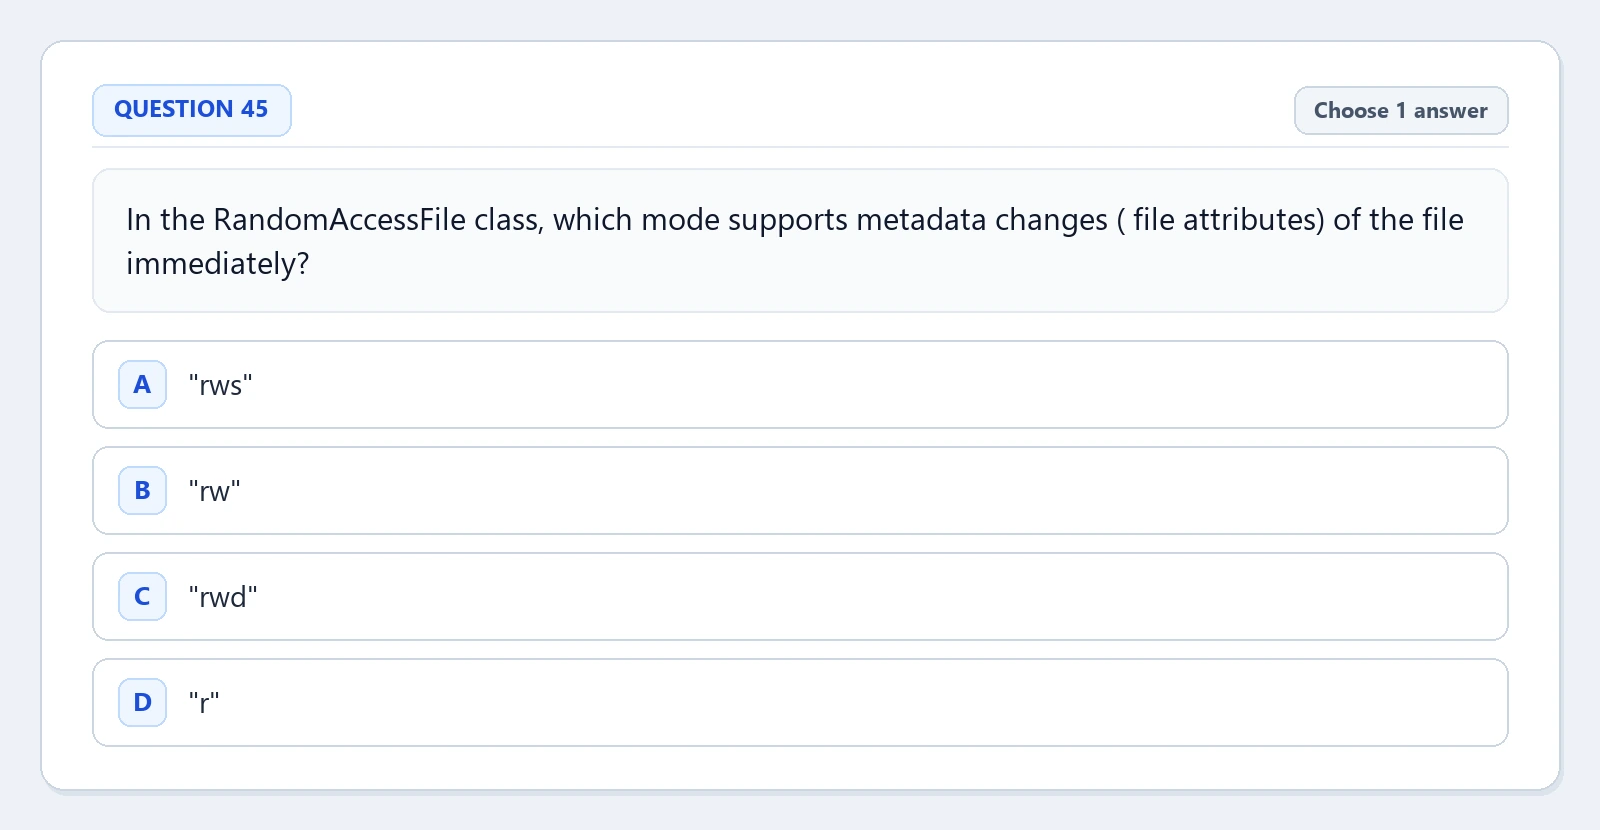 QUESTION 45
Choose 1 answer
In the RandomAccessFile class, which mode supports metadata changes ( file attributes) of the file
immediately?
A "rws"
B "rw"
C "rwd"
D "r"